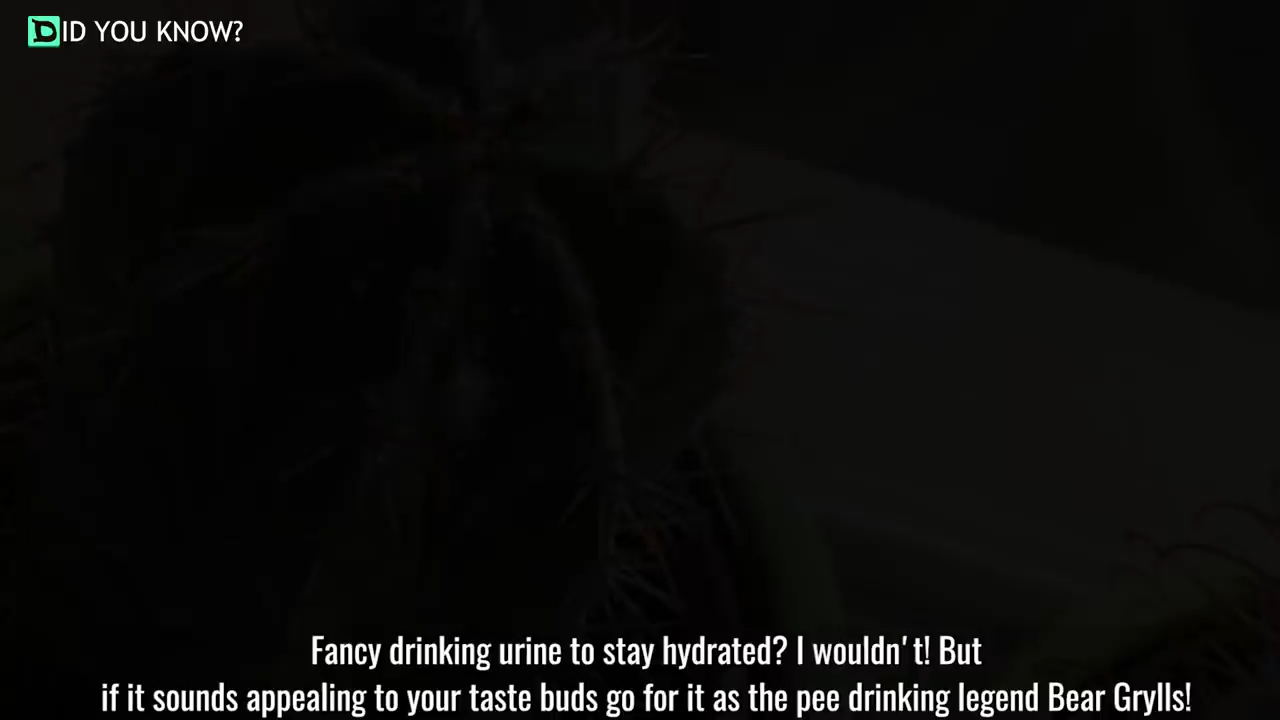 DID YOU KNOW?
Fancy drinking urine to stay hydrated? I wouldn't! But
if it sounds appealing to your taste buds go for it as the pee drinking legend Bear Grylls!